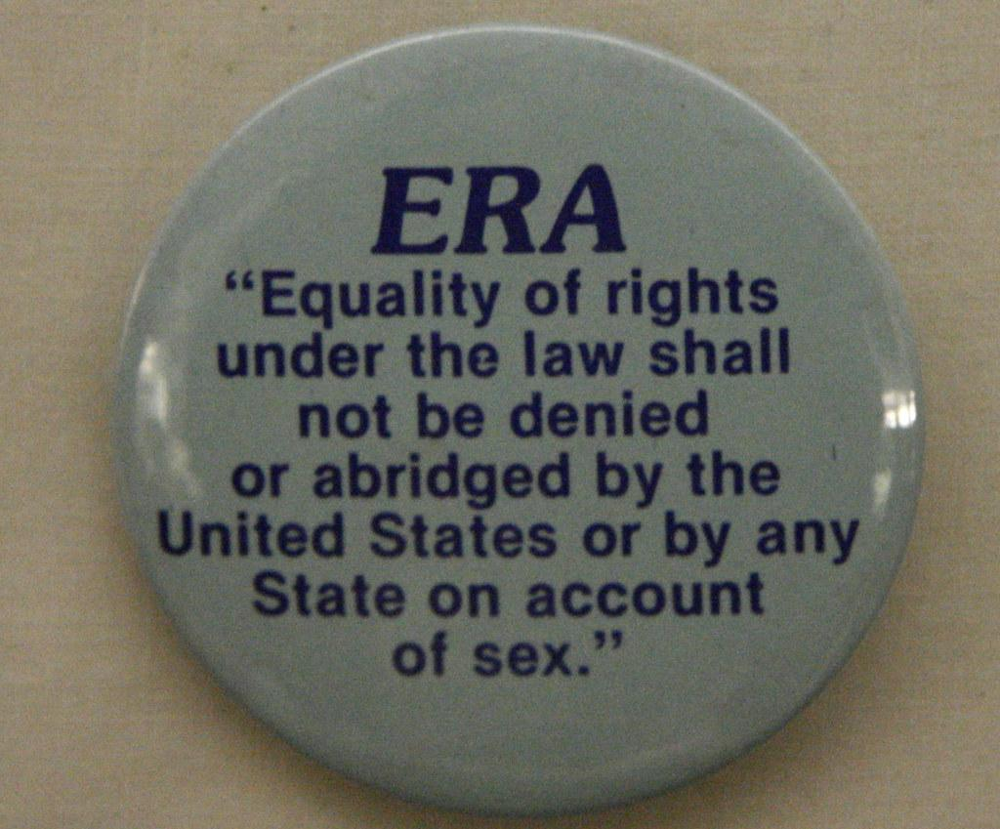 ERA
“Equality of rights
under the law shall
not be denied
or abridged by the
United States or by any
State on account
of sex.”